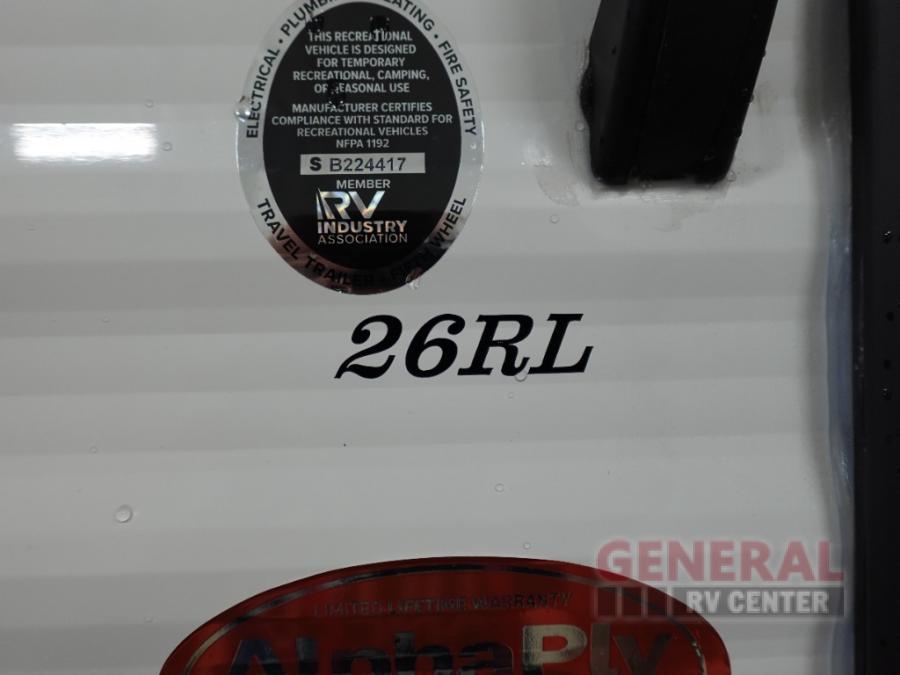 ELECTRICAL • PLUMBING • HEATING • FIRE SAFETY
THIS RECREATIONAL
VEHICLE IS DESIGNED
FOR TEMPORARY
RECREATIONAL, CAMPING,
OR SEASONAL USE
MANUFACTURER CERTIFIES
COMPLIANCE WITH STANDARD FOR
RECREATIONAL VEHICLES
NFPA 1192
S B224417
MEMBER
RV
INDUSTRY
ASSOCIATION
TRAVEL TRAILER • FIFTH WHEEL
26RL
GENERAL
RV CENTER
LIMITED LIFETIME WARRANTY
AlphaPly